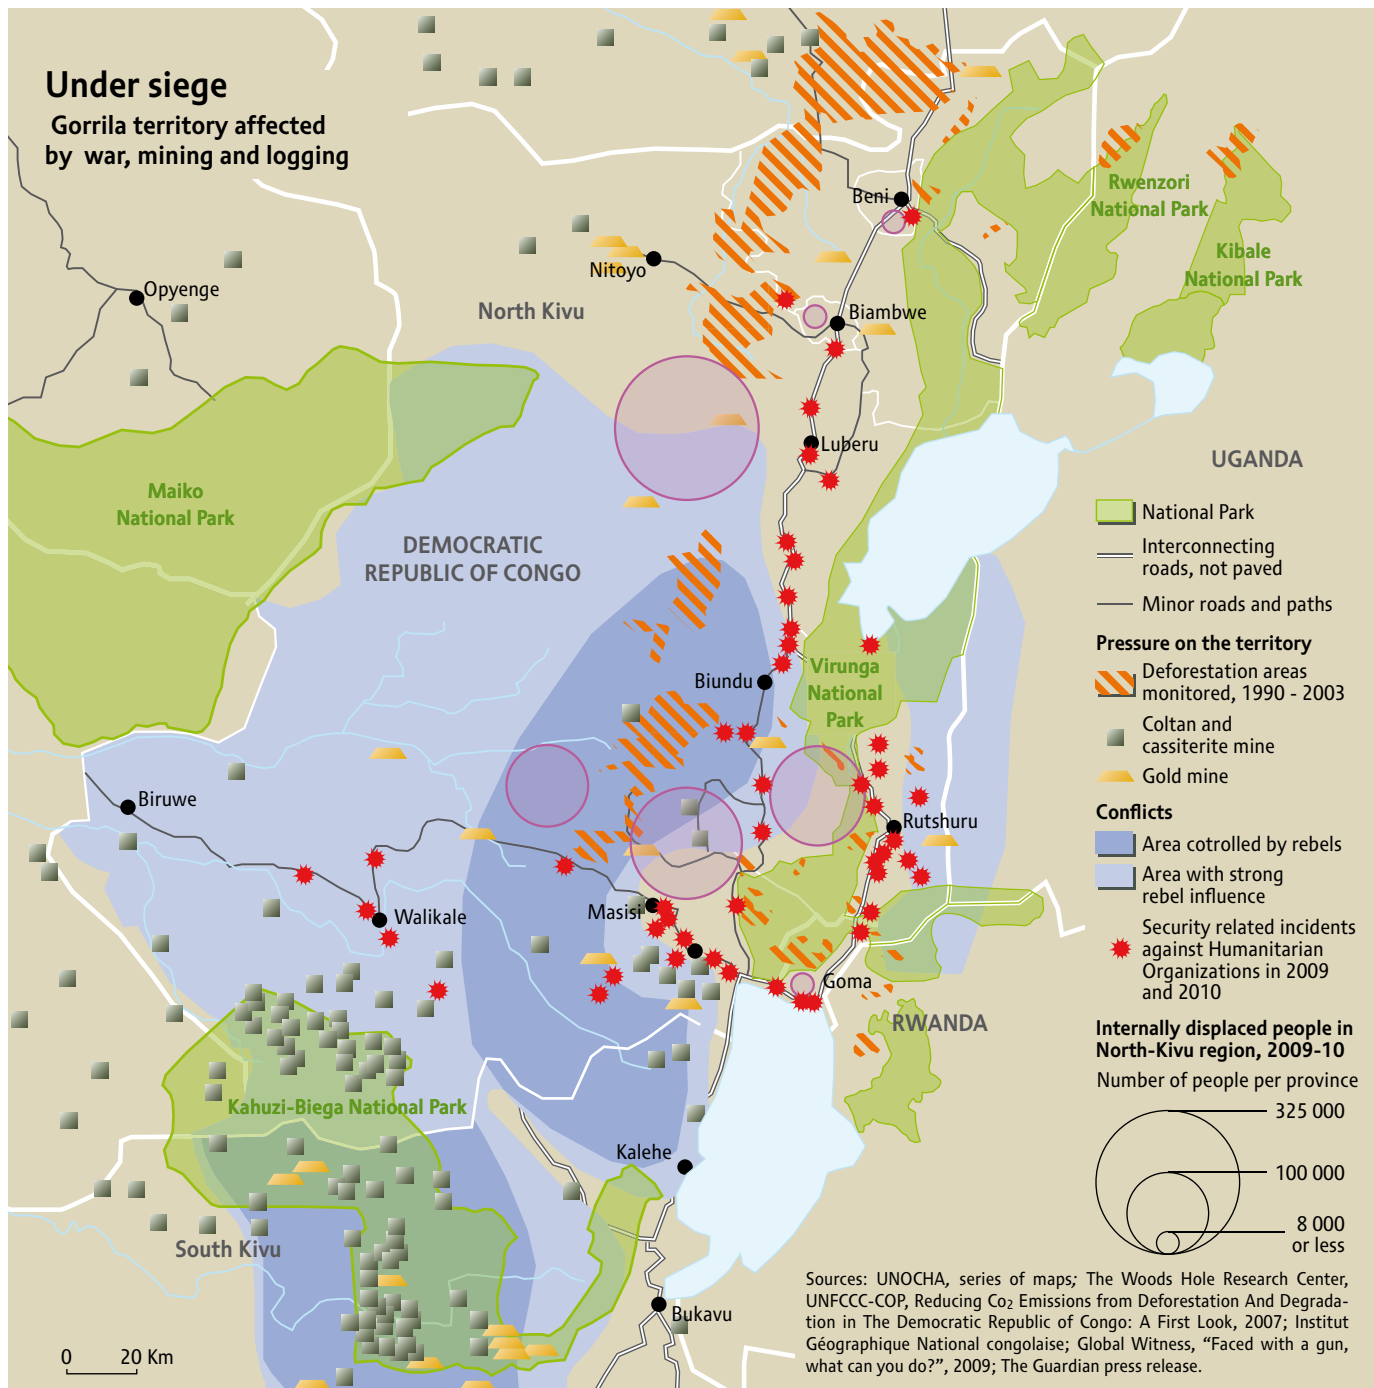 Under siege
Gorrila territory affected
by war, mining and logging
Beni
Rwenzori
National Park
Kibale
National Park
Nitoyo
Opyenge
North Kivu
Biambwe
Luberu
UGANDA
Maiko
National Park
DEMOCRATIC
REPUBLIC OF CONGO
National Park
Interconnecting
roads, not paved
Minor roads and paths
Pressure on the territory
Deforestation areas
monitored, 1990 - 2003
Coltan and
cassiterite mine
Gold mine
Conflicts
Area cotrolled by rebels
Area with strong
rebel influence
Security related incidents
against Humanitarian
Organizations in 2009
and 2010
Internally displaced people in
North-Kivu region, 2009-10
Number of people per province
325 000
100 000
8 000
or less
Virunga
National
Park
Biundu
Biruwe
Rutshuru
Walikale
Masisi
Goma
RWANDA
Kahuzi-Biega National Park
Kalehe
South Kivu
Bukavu
0 20 Km
Sources: UNOCHA, series of maps; The Woods Hole Research Center,
UNFCCC-COP, Reducing Co2 Emissions from Deforestation And Degrada-
tion in The Democratic Republic of Congo: A First Look, 2007; Institut
Géographique National congolaise; Global Witness, “Faced with a gun,
what can you do?”, 2009; The Guardian press release.